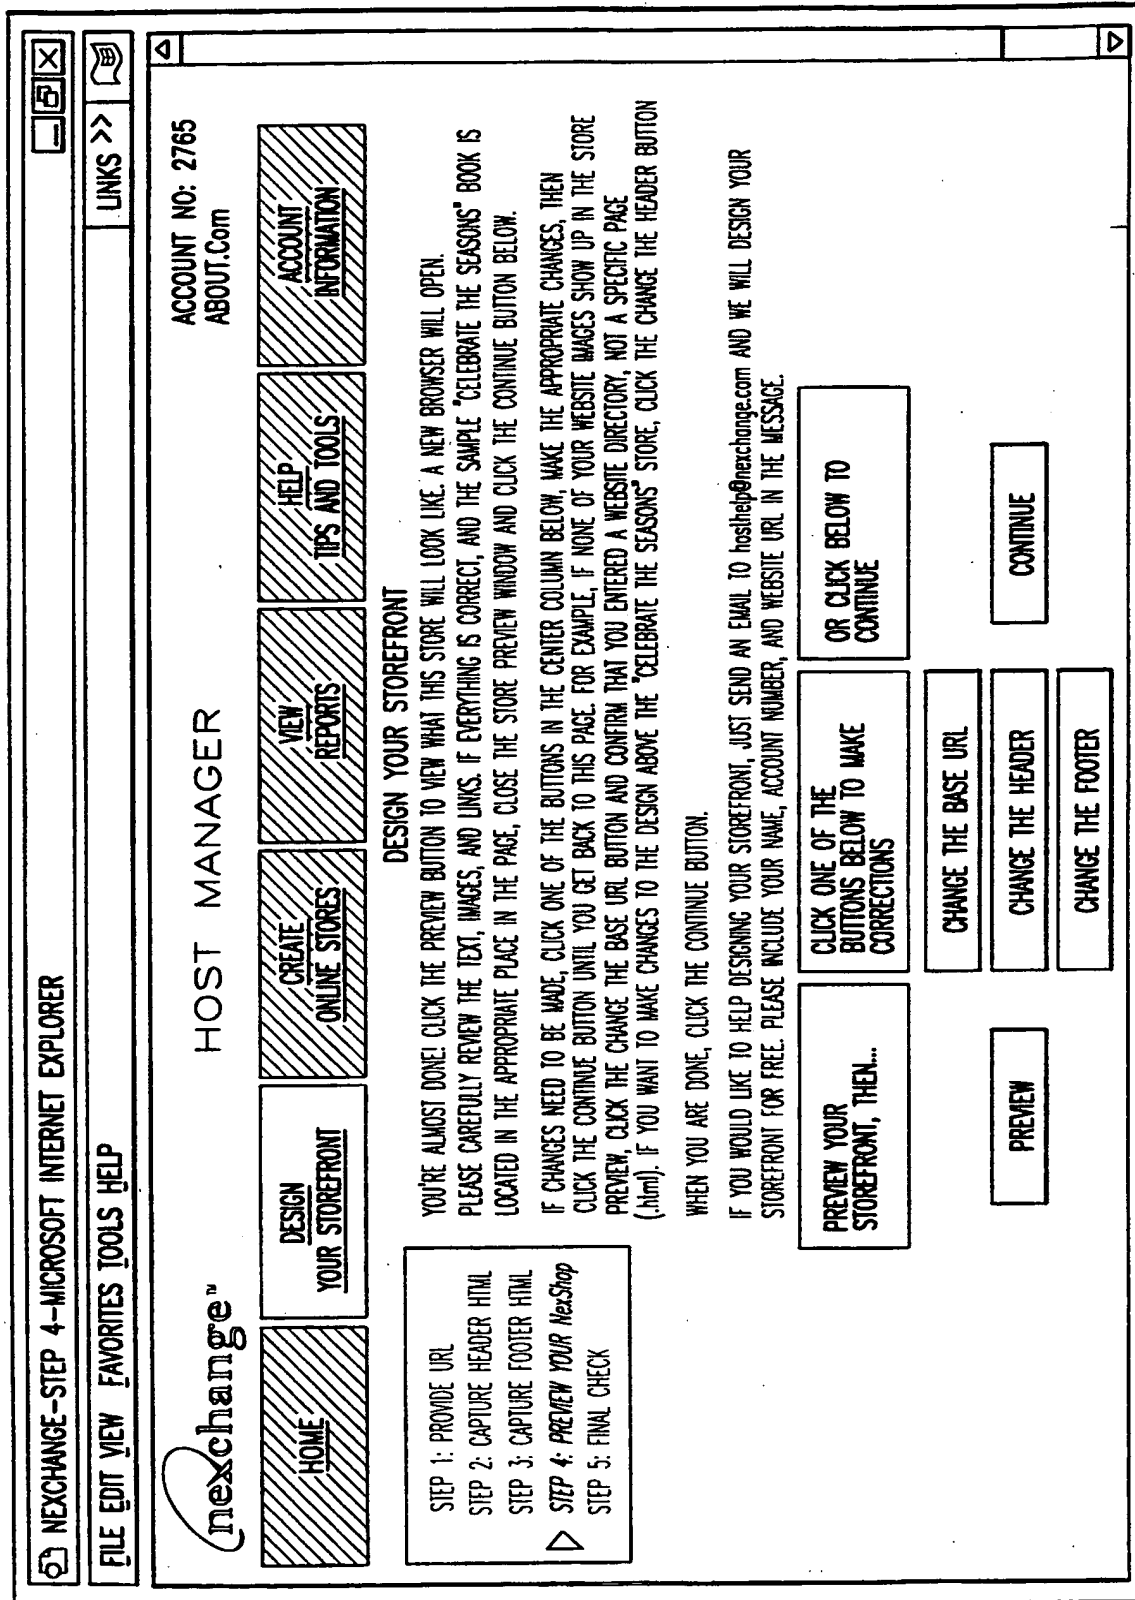 NEXCHANGE-STEP 4-MICROSOFT INTERNET EXPLORER
FILE EDIT VIEW FAVORITES TOOLS HELP
LINKS >>
nexchange™
HOST MANAGER
ACCOUNT NO: 2765
ABOUT.Com
HOME
DESIGN
YOUR STOREFRONT
CREATE
ONLINE STORES
VIEW
REPORTS
HELP
TIPS AND TOOLS
ACCOUNT
INFORMATION
STEP 1: PROVIDE URL
STEP 2: CAPTURE HEADER HTML
STEP 3: CAPTURE FOOTER HTML
STEP 4: PREVIEW YOUR NexShop
STEP 5: FINAL CHECK
DESIGN YOUR STOREFRONT
YOU'RE ALMOST DONE! CLICK THE PREVIEW BUTTON TO VIEW WHAT THIS STORE WILL LOOK LIKE. A NEW BROWSER WILL OPEN.
PLEASE CAREFULLY REVIEW THE TEXT, IMAGES, AND LINKS. IF EVERYTHING IS CORRECT, AND THE SAMPLE "CELEBRATE THE SEASONS" BOOK IS
LOCATED IN THE APPROPRIATE PLACE IN THE PAGE, CLOSE THE STORE PREVIEW WINDOW AND CLICK THE CONTINUE BUTTON BELOW.
IF CHANGES NEED TO BE MADE, CLICK ONE OF THE BUTTONS IN THE CENTER COLUMN BELOW, MAKE THE APPROPRIATE CHANGES, THEN
CLICK THE CONTINUE BUTTON UNTIL YOU GET BACK TO THIS PAGE. FOR EXAMPLE, IF NONE OF YOUR WEBSITE IMAGES SHOW UP IN THE STORE
PREVIEW, CLICK THE CHANGE THE BASE URL BUTTON AND CONFIRM THAT YOU ENTERED A WEBSITE DIRECTORY, NOT A SPECIFIC PAGE
(.html). IF YOU WANT TO MAKE CHANGES TO THE DESIGN ABOVE THE "CELEBRATE THE SEASONS" STORE, CLICK THE CHANGE THE HEADER BUTTON
WHEN YOU ARE DONE, CLICK THE CONTINUE BUTTON.
IF YOU WOULD LIKE TO HELP DESIGNING YOUR STOREFRONT, JUST SEND AN EMAIL TO hosthelp@nexchange.com AND WE WILL DESIGN YOUR
STOREFRONT FOR FREE. PLEASE INCLUDE YOUR NAME, ACCOUNT NUMBER, AND WEBSITE URL IN THE MESSAGE.
PREVIEW YOUR
STOREFRONT, THEN...
CLICK ONE OF THE
BUTTONS BELOW TO MAKE
CORRECTIONS
OR CLICK BELOW TO
CONTINUE
CHANGE THE BASE URL
PREVIEW
CHANGE THE HEADER
CONTINUE
CHANGE THE FOOTER